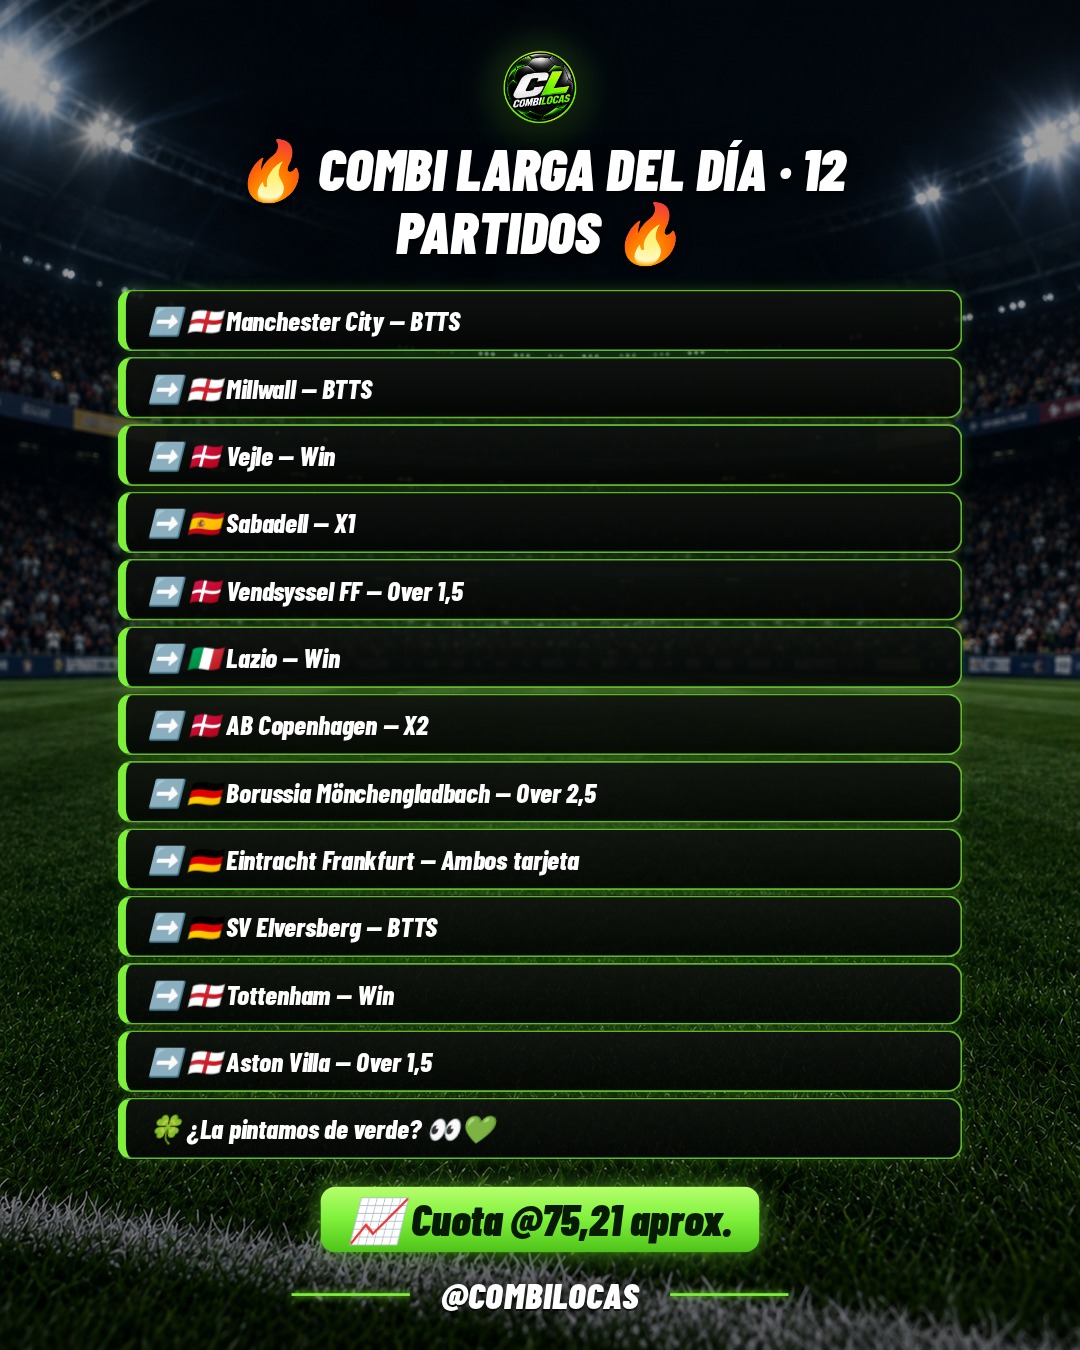 CL
COMBILOCAS
🔥 COMBI LARGA DEL DÍA · 12
PARTIDOS 🔥
➡️🏴󠁧󠁢󠁥󠁮󠁧󠁿Manchester City – BTTS
➡️🏴󠁧󠁢󠁥󠁮󠁧󠁿Millwall – BTTS
➡️🇩🇰Vejle – Win
➡️🇪🇸Sabadell – X1
➡️🇩🇰Vendsyssel FF – Over 1,5
➡️🇮🇹Lazio – Win
➡️🇩🇰AB Copenhagen – X2
➡️🇩🇪Borussia Mönchengladbach – Over 2,5
➡️🇩🇪Eintracht Frankfurt – Ambos tarjeta
➡️🇩🇪SV Elversberg – BTTS
➡️🏴󠁧󠁢󠁥󠁮󠁧󠁿Tottenham – Win
➡️🏴󠁧󠁢󠁥󠁮󠁧󠁿Aston Villa – Over 1,5
🍀¿La pintamos de verde? 👀💚
📈Cuota @75,21 aprox.
@COMBILOCAS